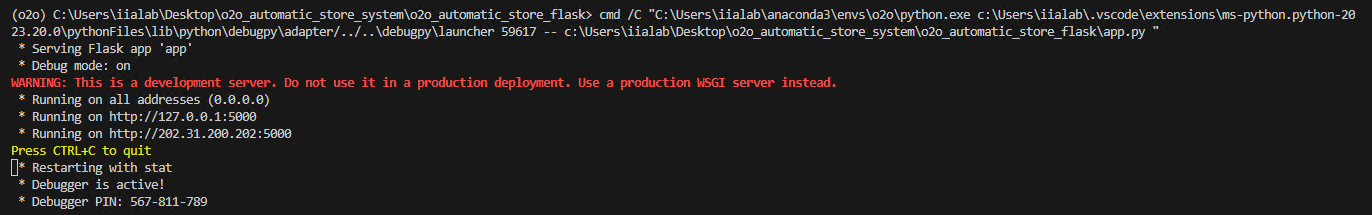 (o2o) C:\Users\iialab\Desktop\o2o_automatic_store_system\o2o_automatic_store_flask> cmd /C "C:\Users\iialab\anaconda3\envs\o2o\python.exe c:\Users\iialab\.vscode\extensions\ms-python.python-20
23.20.0\pythonFiles\lib\python\debugpy\adapter/../..\debugpy\launcher 59617 -- c:\Users\iialab\Desktop\o2o_automatic_store_system\o2o_automatic_store_flask\app.py "
* Serving Flask app 'app'
* Debug mode: on
WARNING: This is a development server. Do not use it in a production deployment. Use a production WSGI server instead.
* Running on all addresses (0.0.0.0)
* Running on http://127.0.0.1:5000
* Running on http://202.31.200.202:5000
Press CTRL+C to quit
* Restarting with stat
* Debugger is active!
* Debugger PIN: 567-811-789